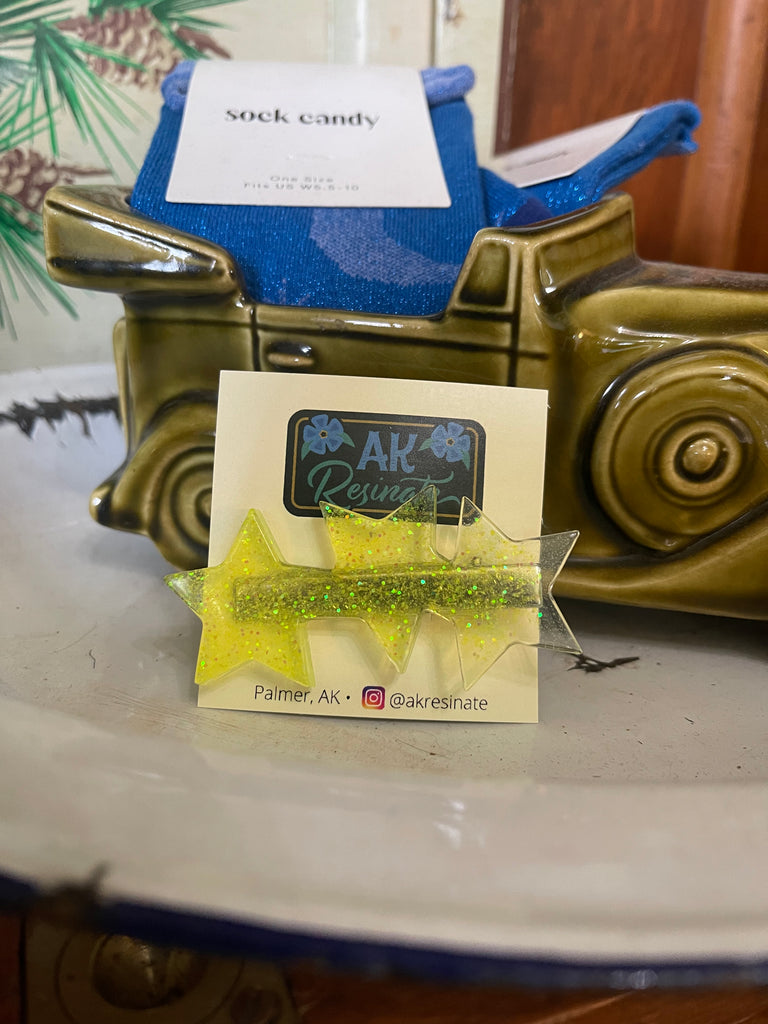 sock candy
One Size
Fits US W5.5-10
AK
Resinate
Palmer, AK • @akresinate